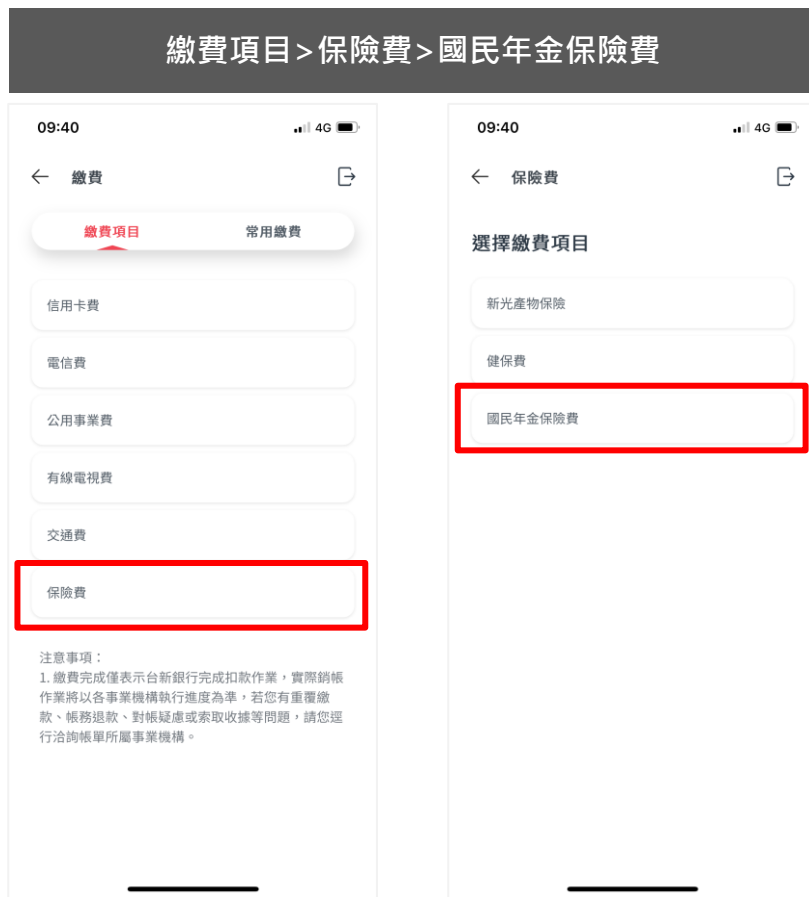 繳費項目>保險費>國民年金保險費
09:40
4G
繳費
繳費項目
常用繳費
信用卡費
電信費
公用事業費
有線電視費
交通費
保險費
注意事項：
1. 繳費完成僅表示台新銀行完成扣款作業，實際銷帳
作業將以各事業機構執行進度為準，若您有重覆繳
款、帳務退款、對帳疑慮或索取收據等問題，請您逕
行洽詢帳單所屬事業機構。
09:40
4G
保險費
選擇繳費項目
新光產物保險
健保費
國民年金保險費